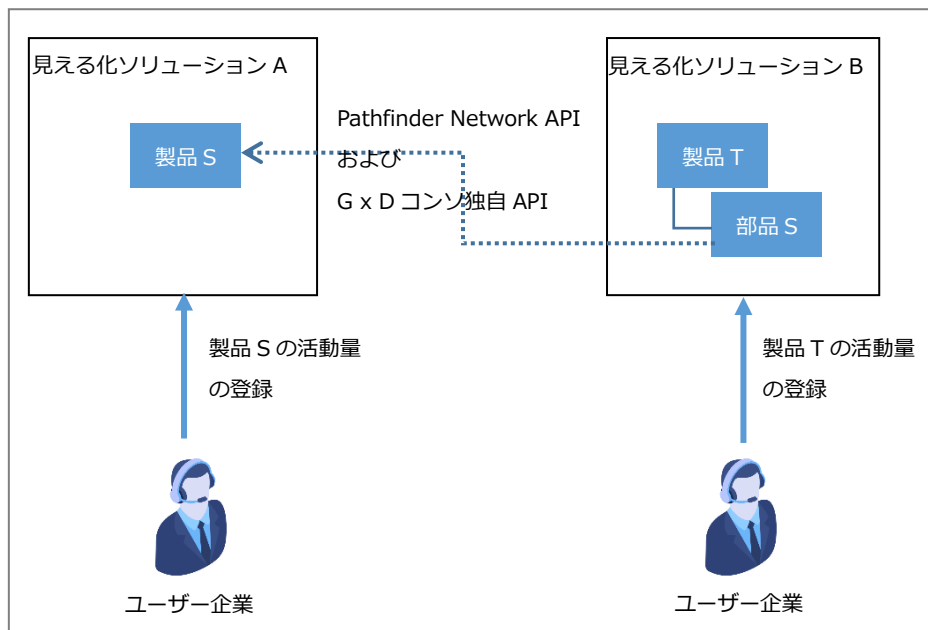 見える化ソリューション A
見える化ソリューション B
Pathfinder Network API
および
G x D コンソ独自 API
製品 S
製品 T
部品 S
製品 S の活動量
の登録
製品 T の活動量
の登録
ユーザー企業
ユーザー企業